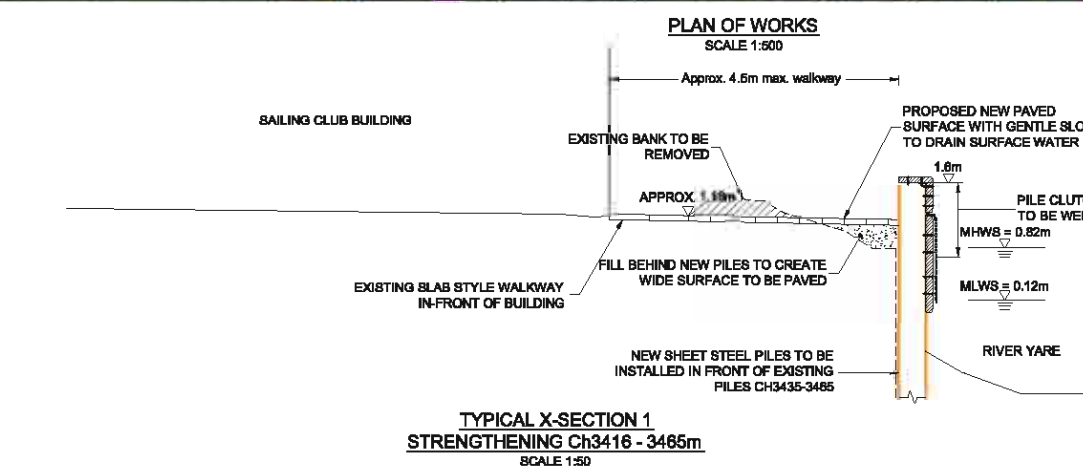 PLAN OF WORKS
SCALE 1:500
Approx. 4.5m max. walkway
SAILING CLUB BUILDING
EXISTING BANK TO BE
REMOVED
PROPOSED NEW PAVED
SURFACE WITH GENTLE SLO
TO DRAIN SURFACE WATER
1.6m
APPROX. 1.19m
PILE CLUT
TO BE WEL
MHWS = 0.82m
FILL BEHIND NEW PILES TO CREATE
WIDE SURFACE TO BE PAVED
EXISTING SLAB STYLE WALKWAY
IN-FRONT OF BUILDING
MLWS = 0.12m
RIVER YARE
NEW SHEET STEEL PILES TO BE
INSTALLED IN FRONT OF EXISTING
PILES CH3435-3465
TYPICAL X-SECTION 1
STRENGTHENING Ch3416 - 3465m
SCALE 1:50